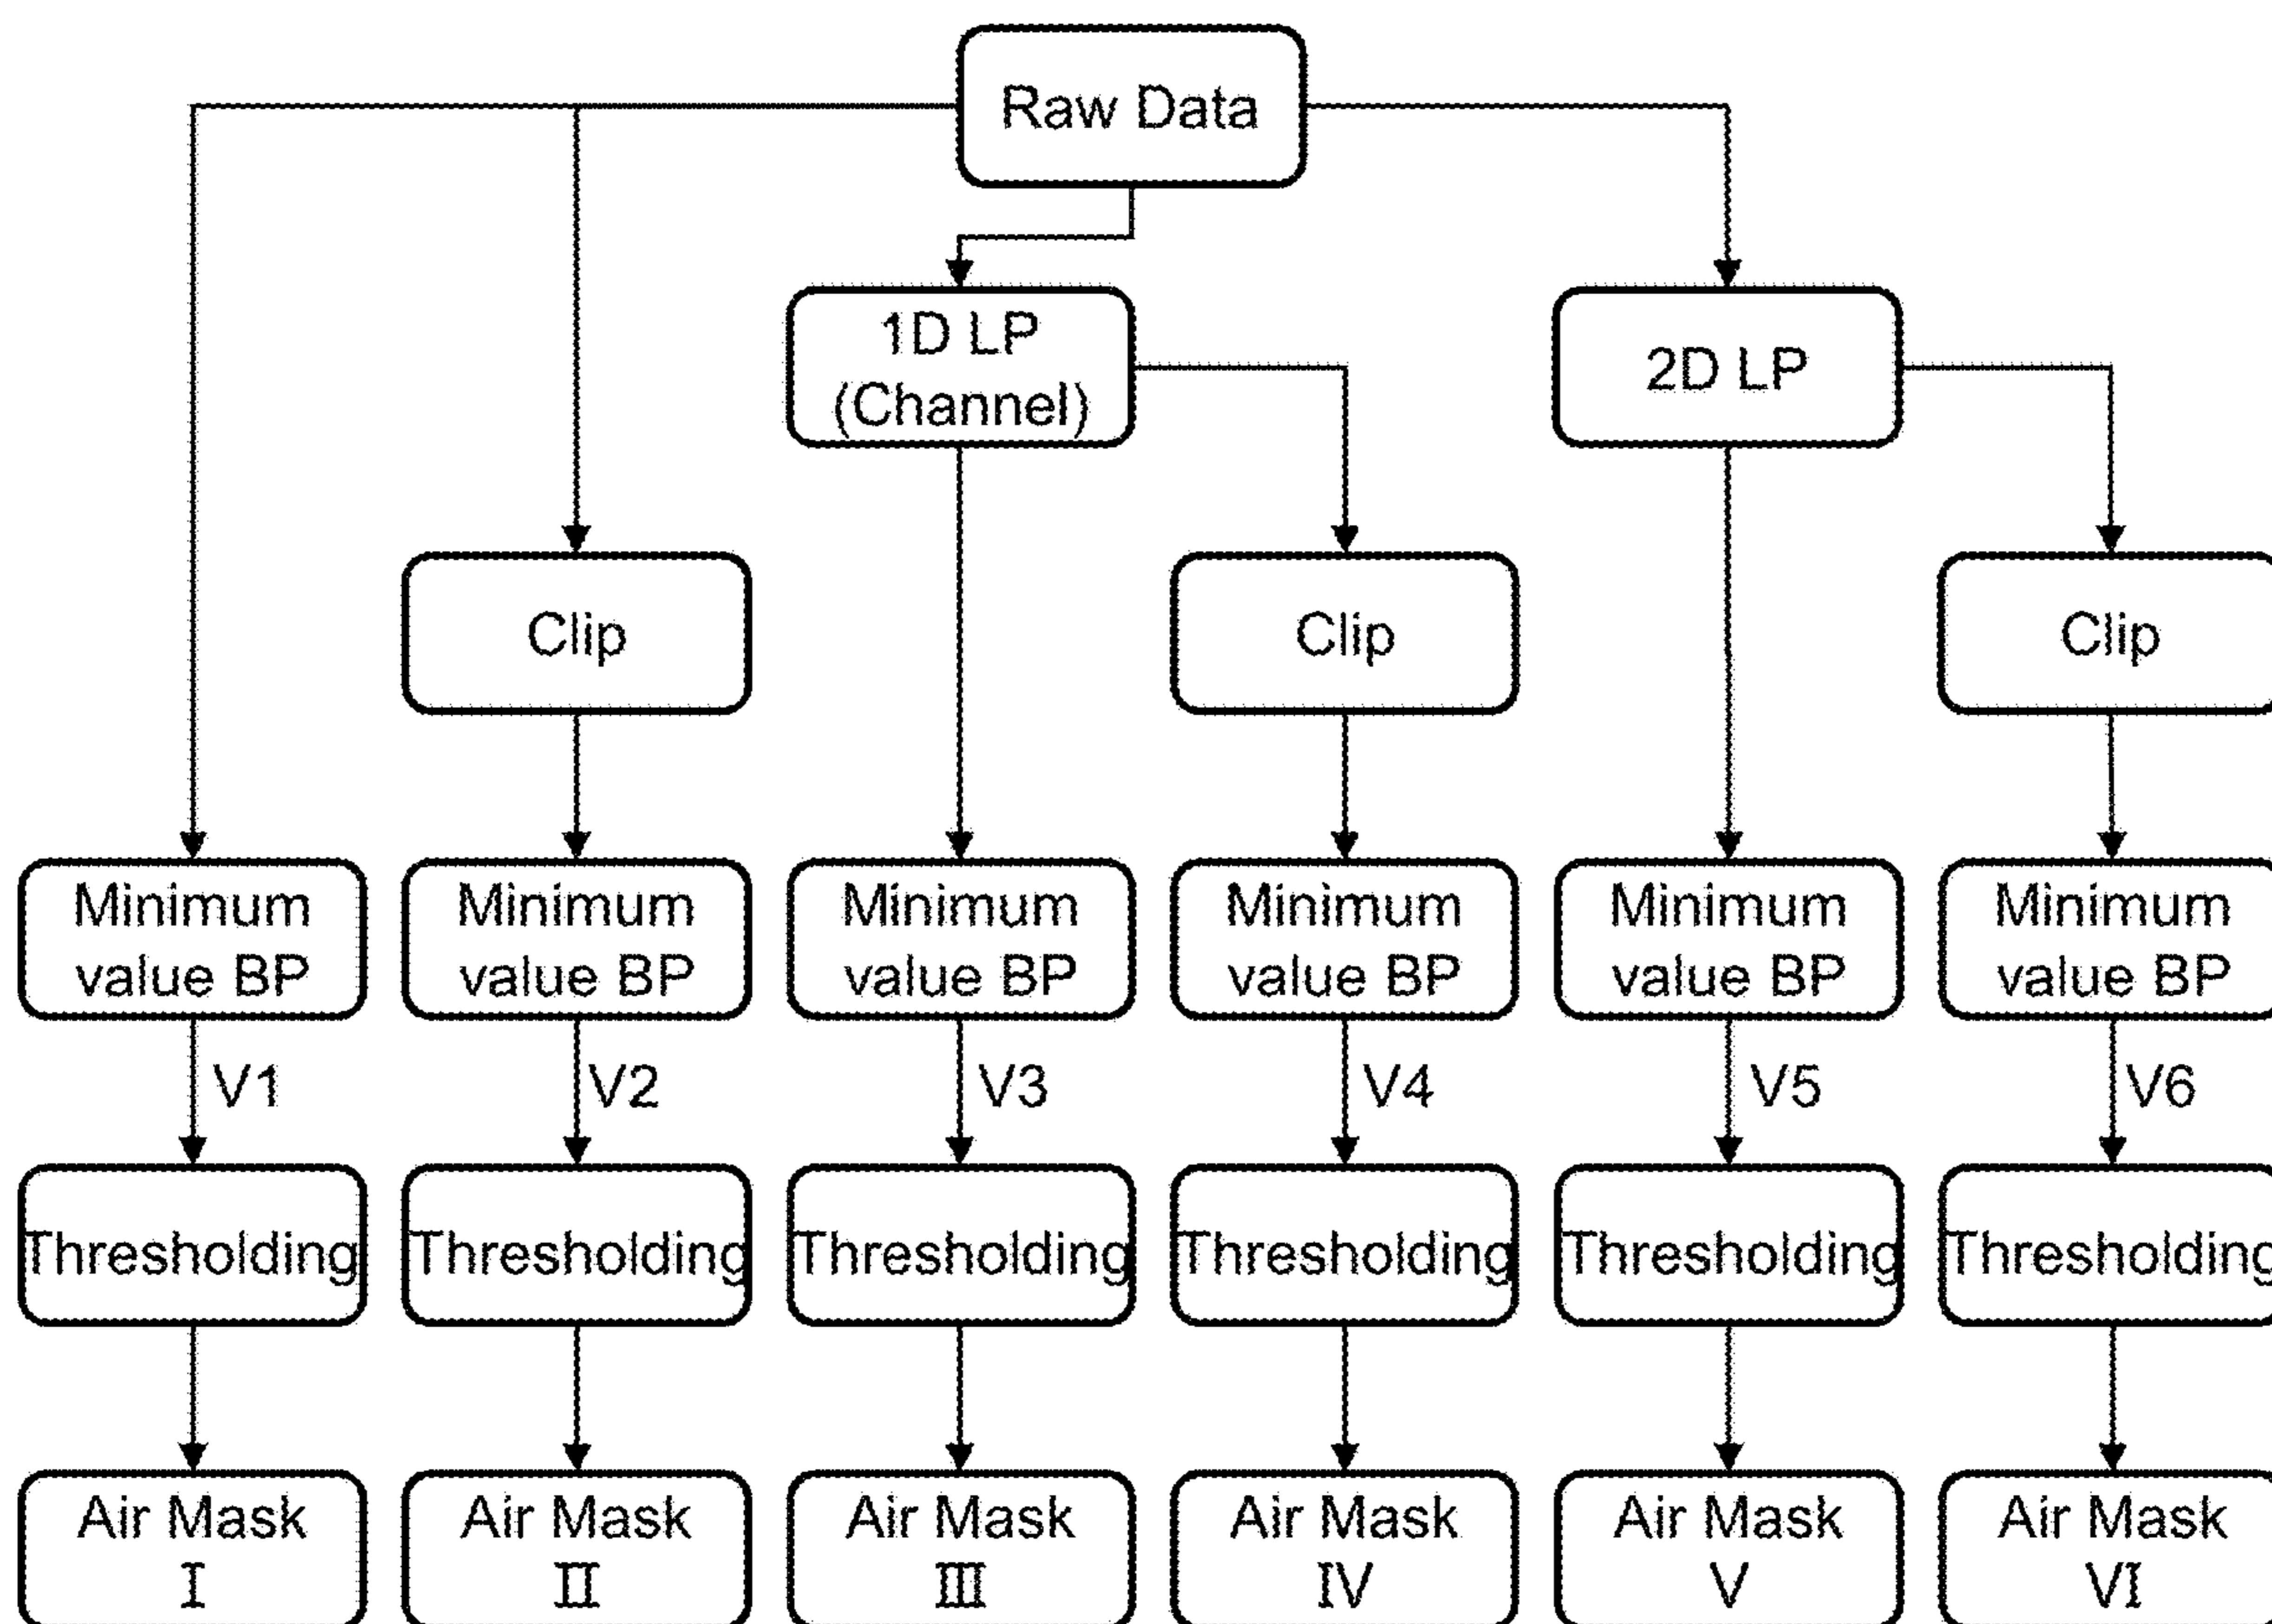 Raw Data
1D LP
(Channel)
2D LP
Clip
Clip
Clip
Minimum
value BP
Minimum
value BP
Minimum
value BP
Minimum
value BP
Minimum
value BP
Minimum
value BP
V1
V2
V3
V4
V5
V6
Thresholding
Thresholding
Thresholding
Thresholding
Thresholding
Thresholding
Air Mask
I
Air Mask
II
Air Mask
III
Air Mask
IV
Air Mask
V
Air Mask
VI